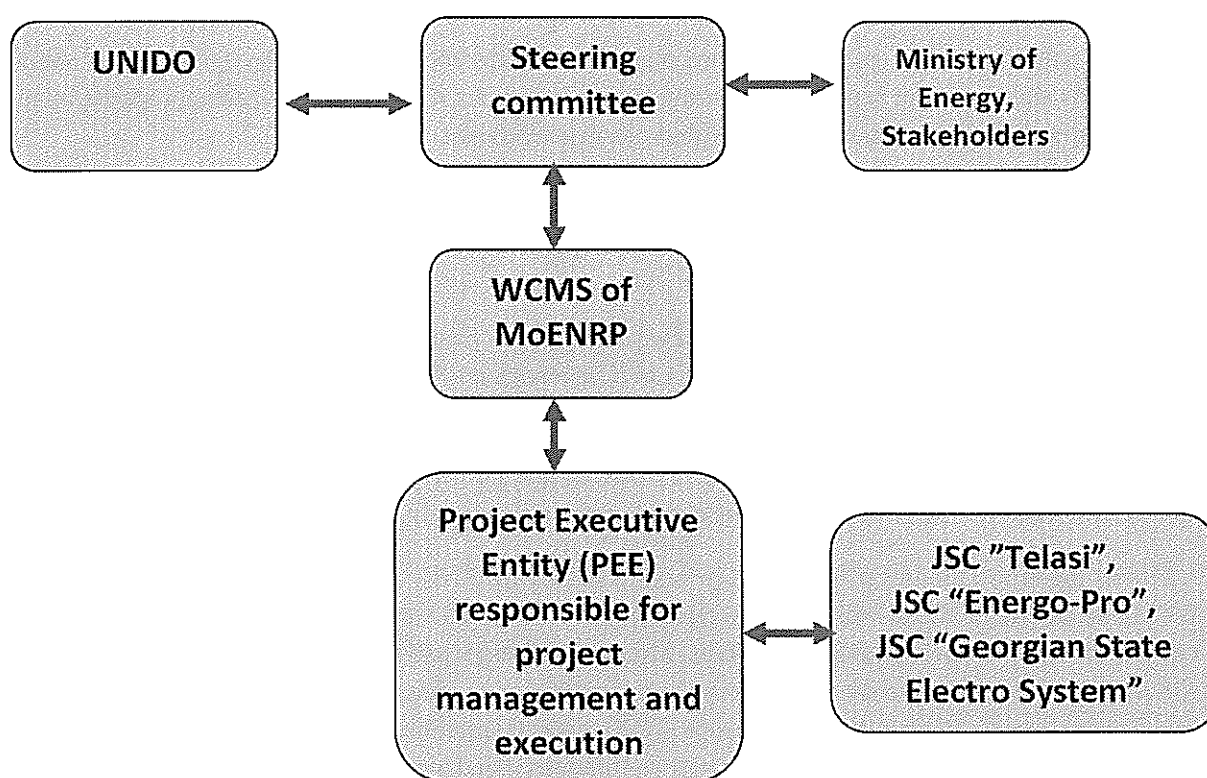 UNIDO
Steering
committee
Ministry of
Energy,
Stakeholders
WCMS of
MoENRP
Project Executive
Entity (PEE)
responsible for
project
management and
execution
JSC ”Telasi”,
JSC “Energo-Pro”,
JSC “Georgian State
Electro System”